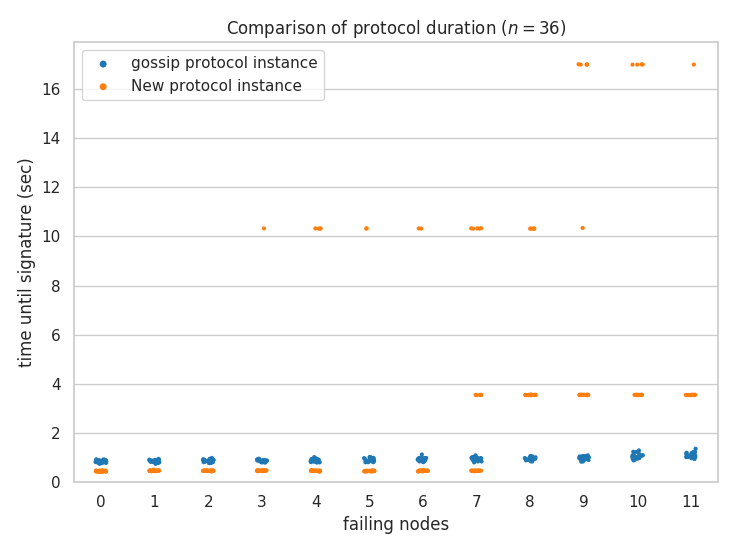 Comparison of protocol duration (n = 36)
gossip protocol instance
New protocol instance
time until signature (sec)
16
14
12
10
8
6
4
2
0
0 1 2 3 4 5 6 7 8 9 10 11
failing nodes